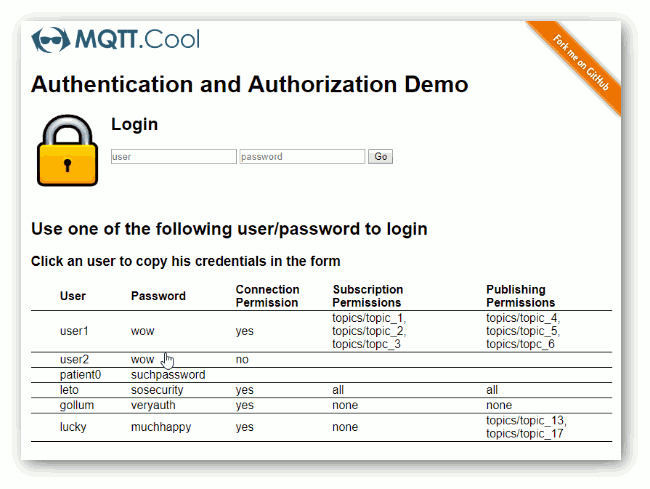 MQTT.Cool
Fork me on GitHub
Authentication and Authorization Demo
Login
user password Go
Use one of the following user/password to login
Click an user to copy his credentials in the form
User Password Connection Permission Subscription Permissions Publishing Permissions
user1 wow yes topics/topic_1, topics/topic_2, topics/topc_3 topics/topic_4, topics/topic_5, topics/topc_6
user2 wow no
patient0 suchpassword
leto sosecurity yes all all
gollum veryauth yes none none
lucky muchhappy yes none topics/topic_13, topics/topic_17